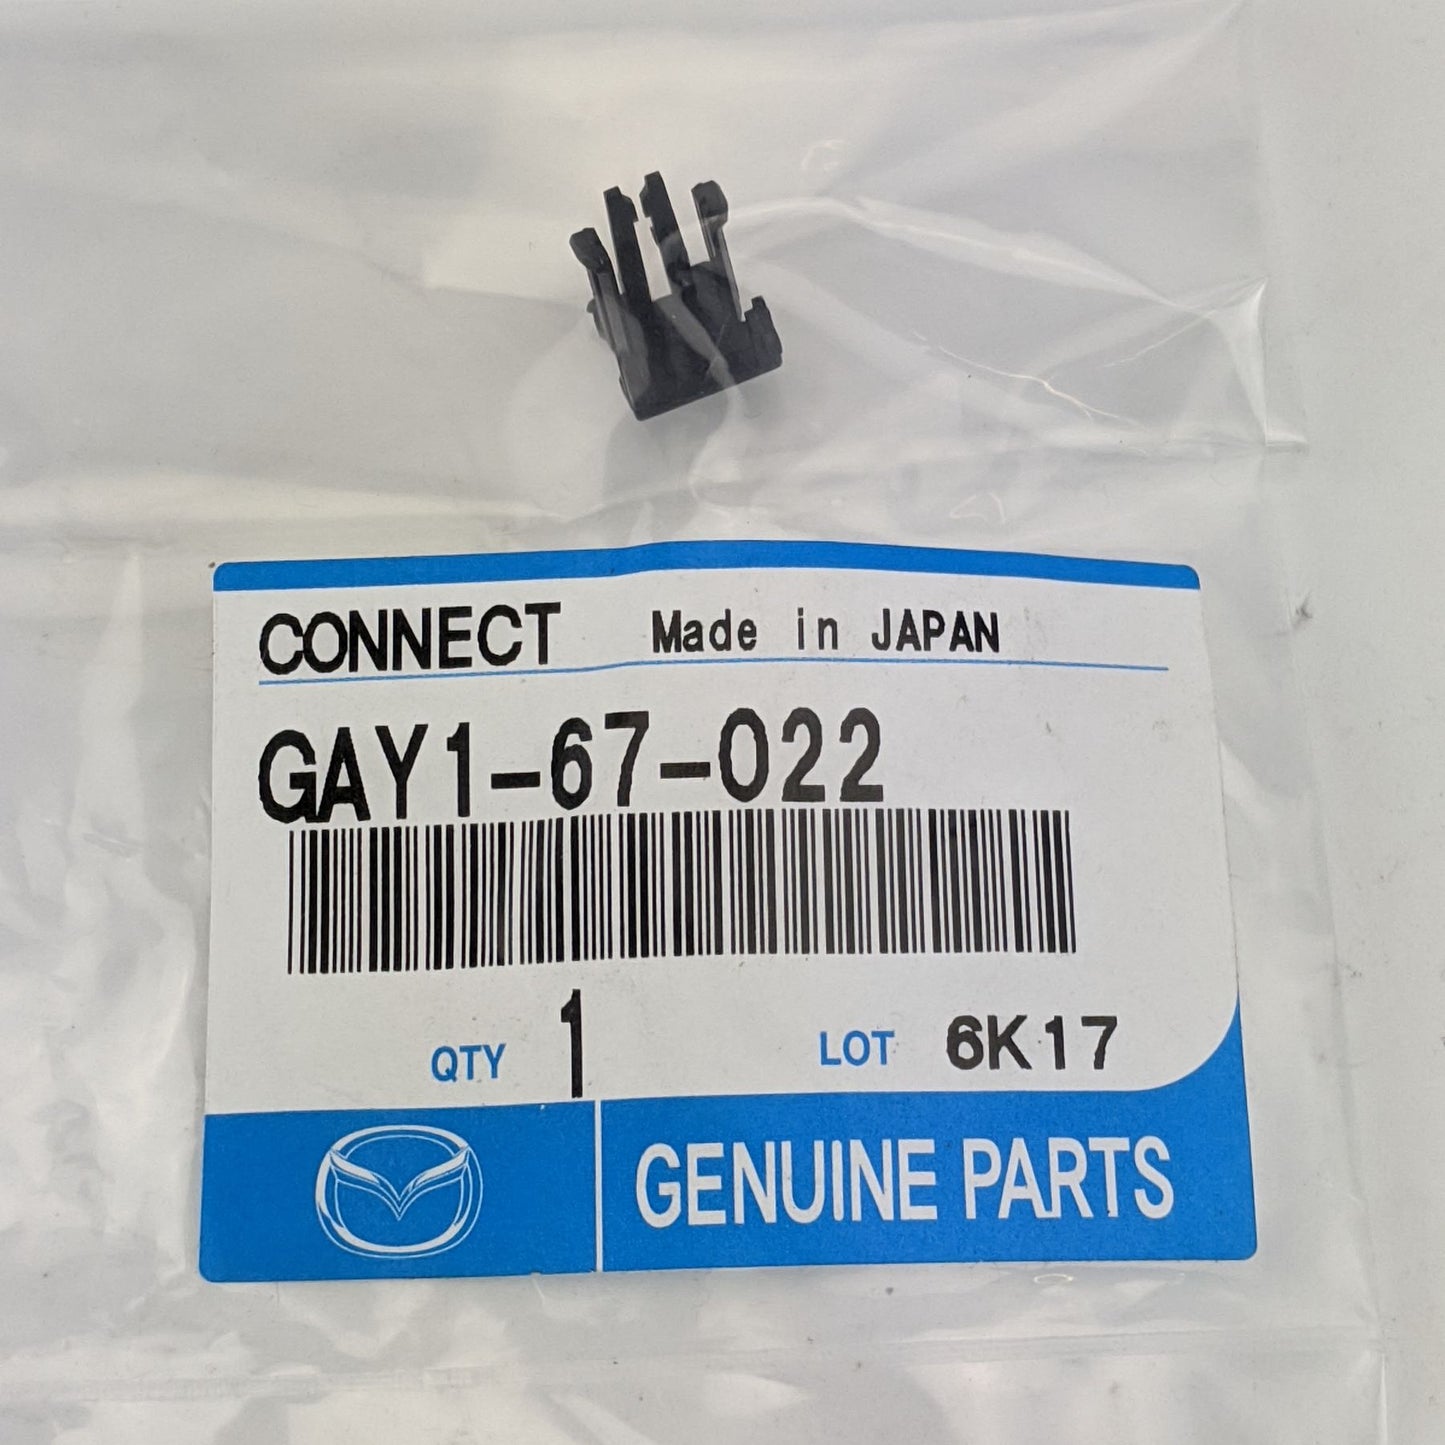 CONNECT Made in JAPAN
GAY1-67-022
QTY 1 LOT 6K17
GENUINE PARTS